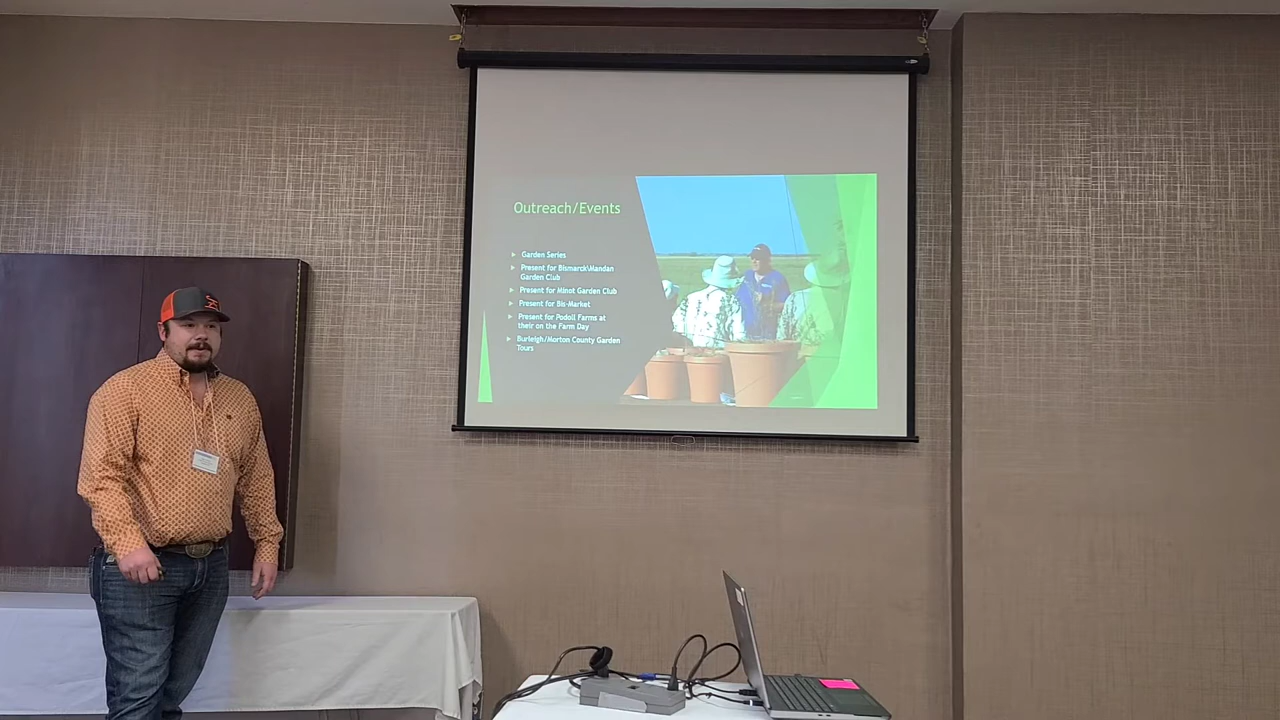 Outreach/Events
Garden Series
Present for Bismarck\Mandan
Garden Club
Present for Minot Garden Club
Present for Bis-Market
Present for Podoll Farms at
their on the Farm Day
Burleigh/Morton County Garden
Tours